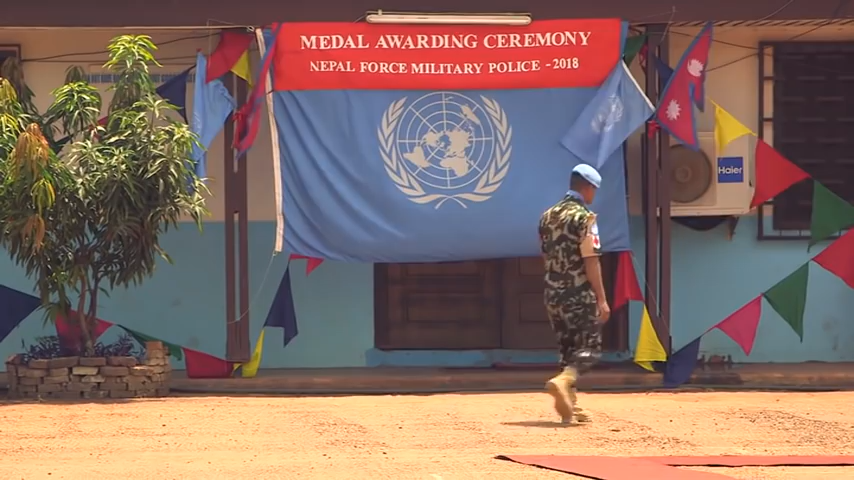 MEDAL AWARDING CEREMONY
NEPAL FORCE MILITARY POLICE - 2018
Haier